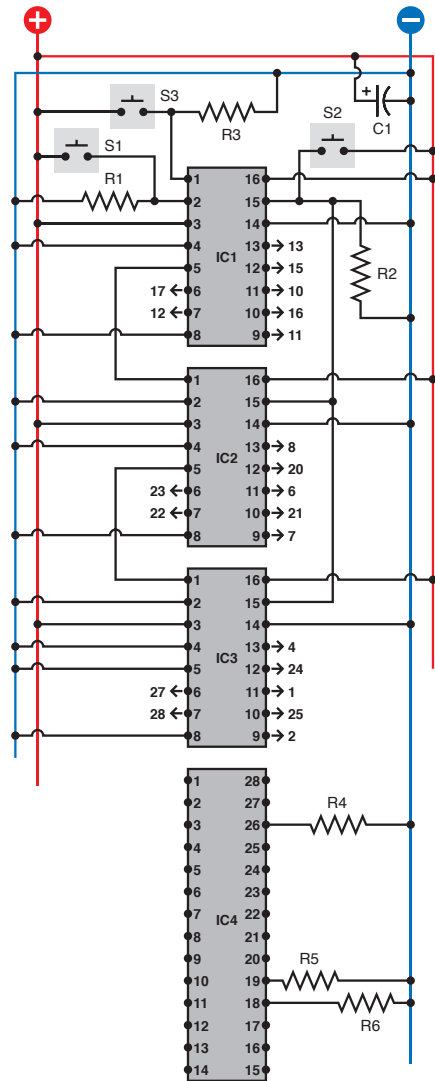 + −
+
S3
R3
S2
C1
S1
R1
1 16
2 15
3 14
4 13 → 13
IC1
5 12 → 15
R2
17 ← 6 11 → 10
12 ← 7 10 → 16
8 9 → 11
1 16
2 15
3 14
4 13 → 8
IC2
5 12 → 20
23 ← 6 11 → 6
22 ← 7 10 → 21
8 9 → 7
1 16
2 15
3 14
4 13 → 4
IC3
5 12 → 24
27 ← 6 11 → 1
28 ← 7 10 → 25
8 9 → 2
1 28
2 27
R4
3 26
4 25
5 24
6 23
7 22
IC4
8 21
9 20
R5
10 19
11 18
R6
12 17
13 16
14 15